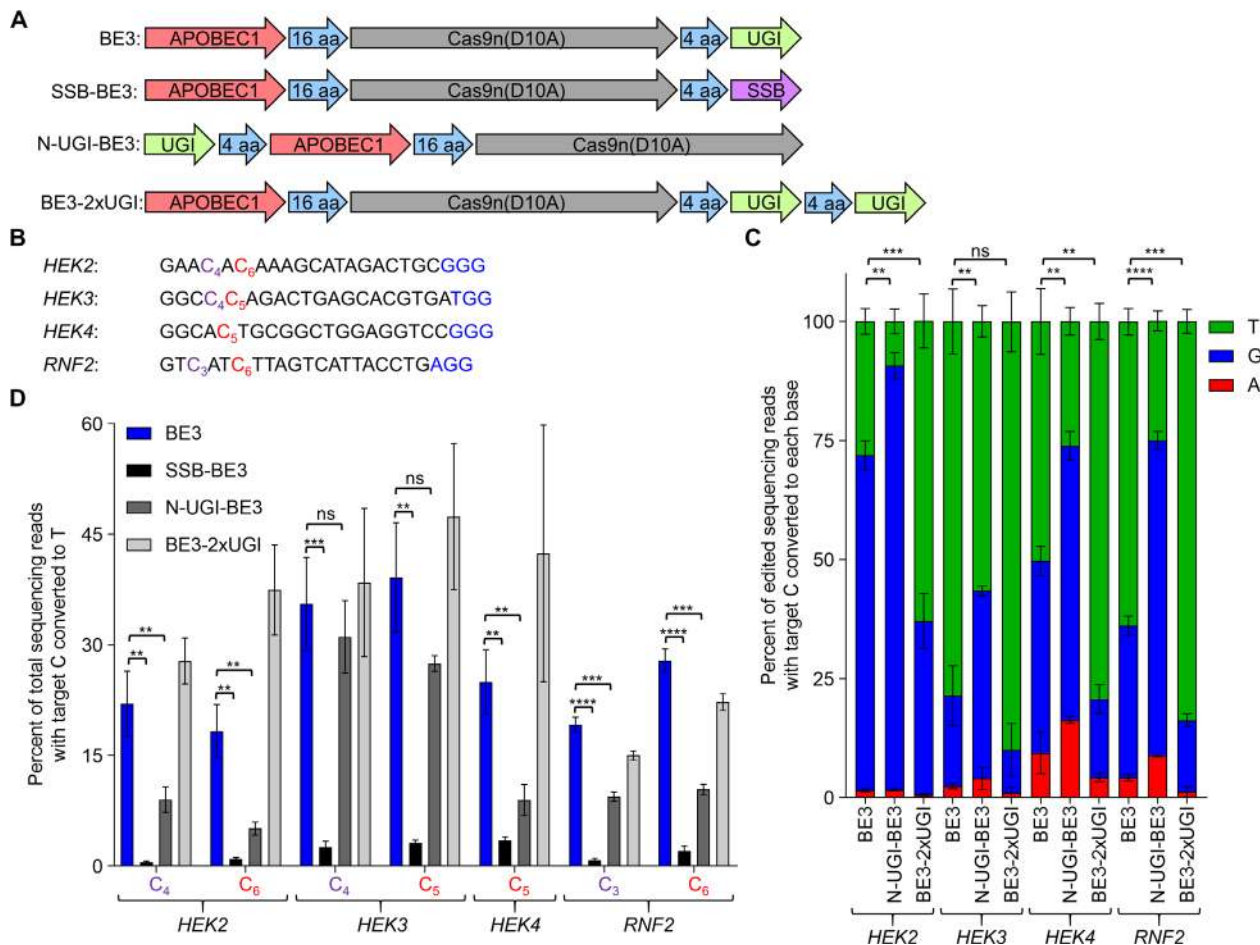 A
BE3: APOBEC1 16 aa Cas9n(D10A) 4 aa UGI
SSB-BE3: APOBEC1 16 aa Cas9n(D10A) 4 aa SSB
N-UGI-BE3: UGI 4 aa APOBEC1 16 aa Cas9n(D10A)
BE3-2xUGI: APOBEC1 16 aa Cas9n(D10A) 4 aa UGI 4 aa UGI
B
HEK2: GAAC4AC6AAAGCATAGACTGCGGG
HEK3: GGCC4C5AGACTGAGCACGTGATGG
HEK4: GGCAC5TGCGGCTGGAGGTCCGGG
RNF2: GTC3ATC6TTAGTCATTACCTGAGG
C
Percent of edited sequencing reads
with target C converted to each base
100
75
50
25
0
*** ns ** ***
** ** ** ****
T
G
A
BE3 N-UGI-BE3 BE3-2xUGI BE3 N-UGI-BE3 BE3-2xUGI BE3 N-UGI-BE3 BE3-2xUGI BE3 N-UGI-BE3 BE3-2xUGI
HEK2 HEK3 HEK4 RNF2
D
Percent of total sequencing reads
with target C converted to T
60
45
30
15
0
BE3
SSB-BE3
N-UGI-BE3
BE3-2xUGI
** ** ns ns ** *** ***
** ** *** ** ** **** ****
C4 C6 C4 C5 C5 C3 C6
HEK2 HEK3 HEK4 RNF2